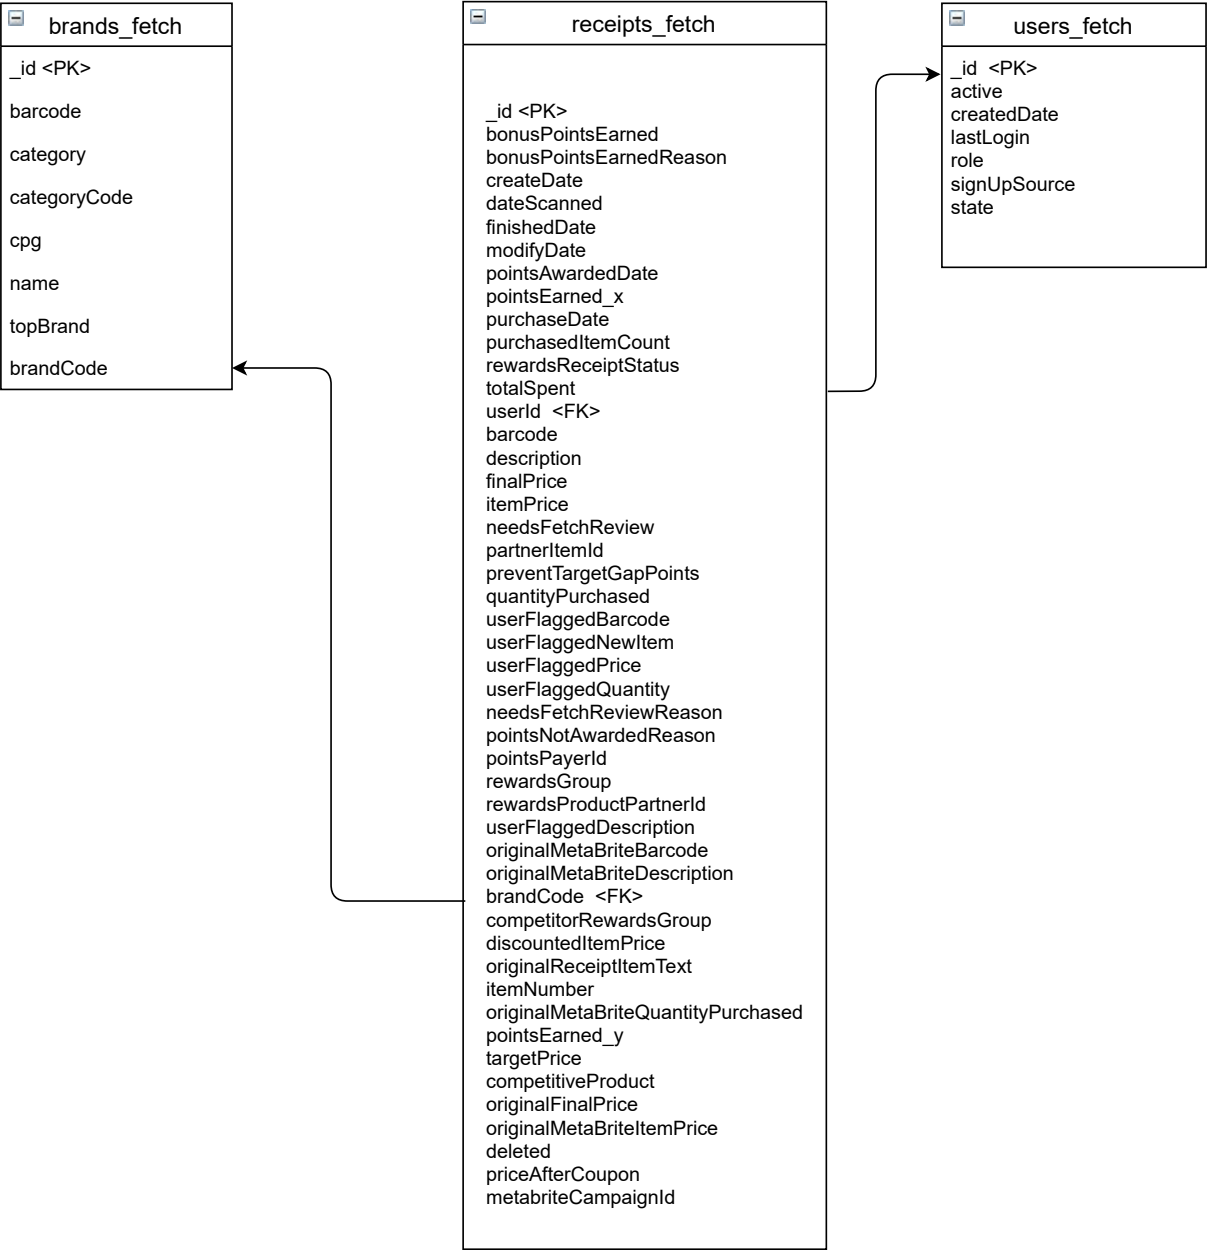 brands_fetch
_id <PK>
barcode
category
categoryCode
cpg
name
topBrand
brandCode
receipts_fetch
_id <PK>
bonusPointsEarned
bonusPointsEarnedReason
createDate
dateScanned
finishedDate
modifyDate
pointsAwardedDate
pointsEarned_x
purchaseDate
purchasedItemCount
rewardsReceiptStatus
totalSpent
userId <FK>
barcode
description
finalPrice
itemPrice
needsFetchReview
partnerItemId
preventTargetGapPoints
quantityPurchased
userFlaggedBarcode
userFlaggedNewItem
userFlaggedPrice
userFlaggedQuantity
needsFetchReviewReason
pointsNotAwardedReason
pointsPayerId
rewardsGroup
rewardsProductPartnerId
userFlaggedDescription
originalMetaBriteBarcode
originalMetaBriteDescription
brandCode <FK>
competitorRewardsGroup
discountedItemPrice
originalReceiptItemText
itemNumber
originalMetaBriteQuantityPurchased
pointsEarned_y
targetPrice
competitiveProduct
originalFinalPrice
originalMetaBriteItemPrice
deleted
priceAfterCoupon
metabriteCampaignId
users_fetch
_id <PK>
active
createdDate
lastLogin
role
signUpSource
state